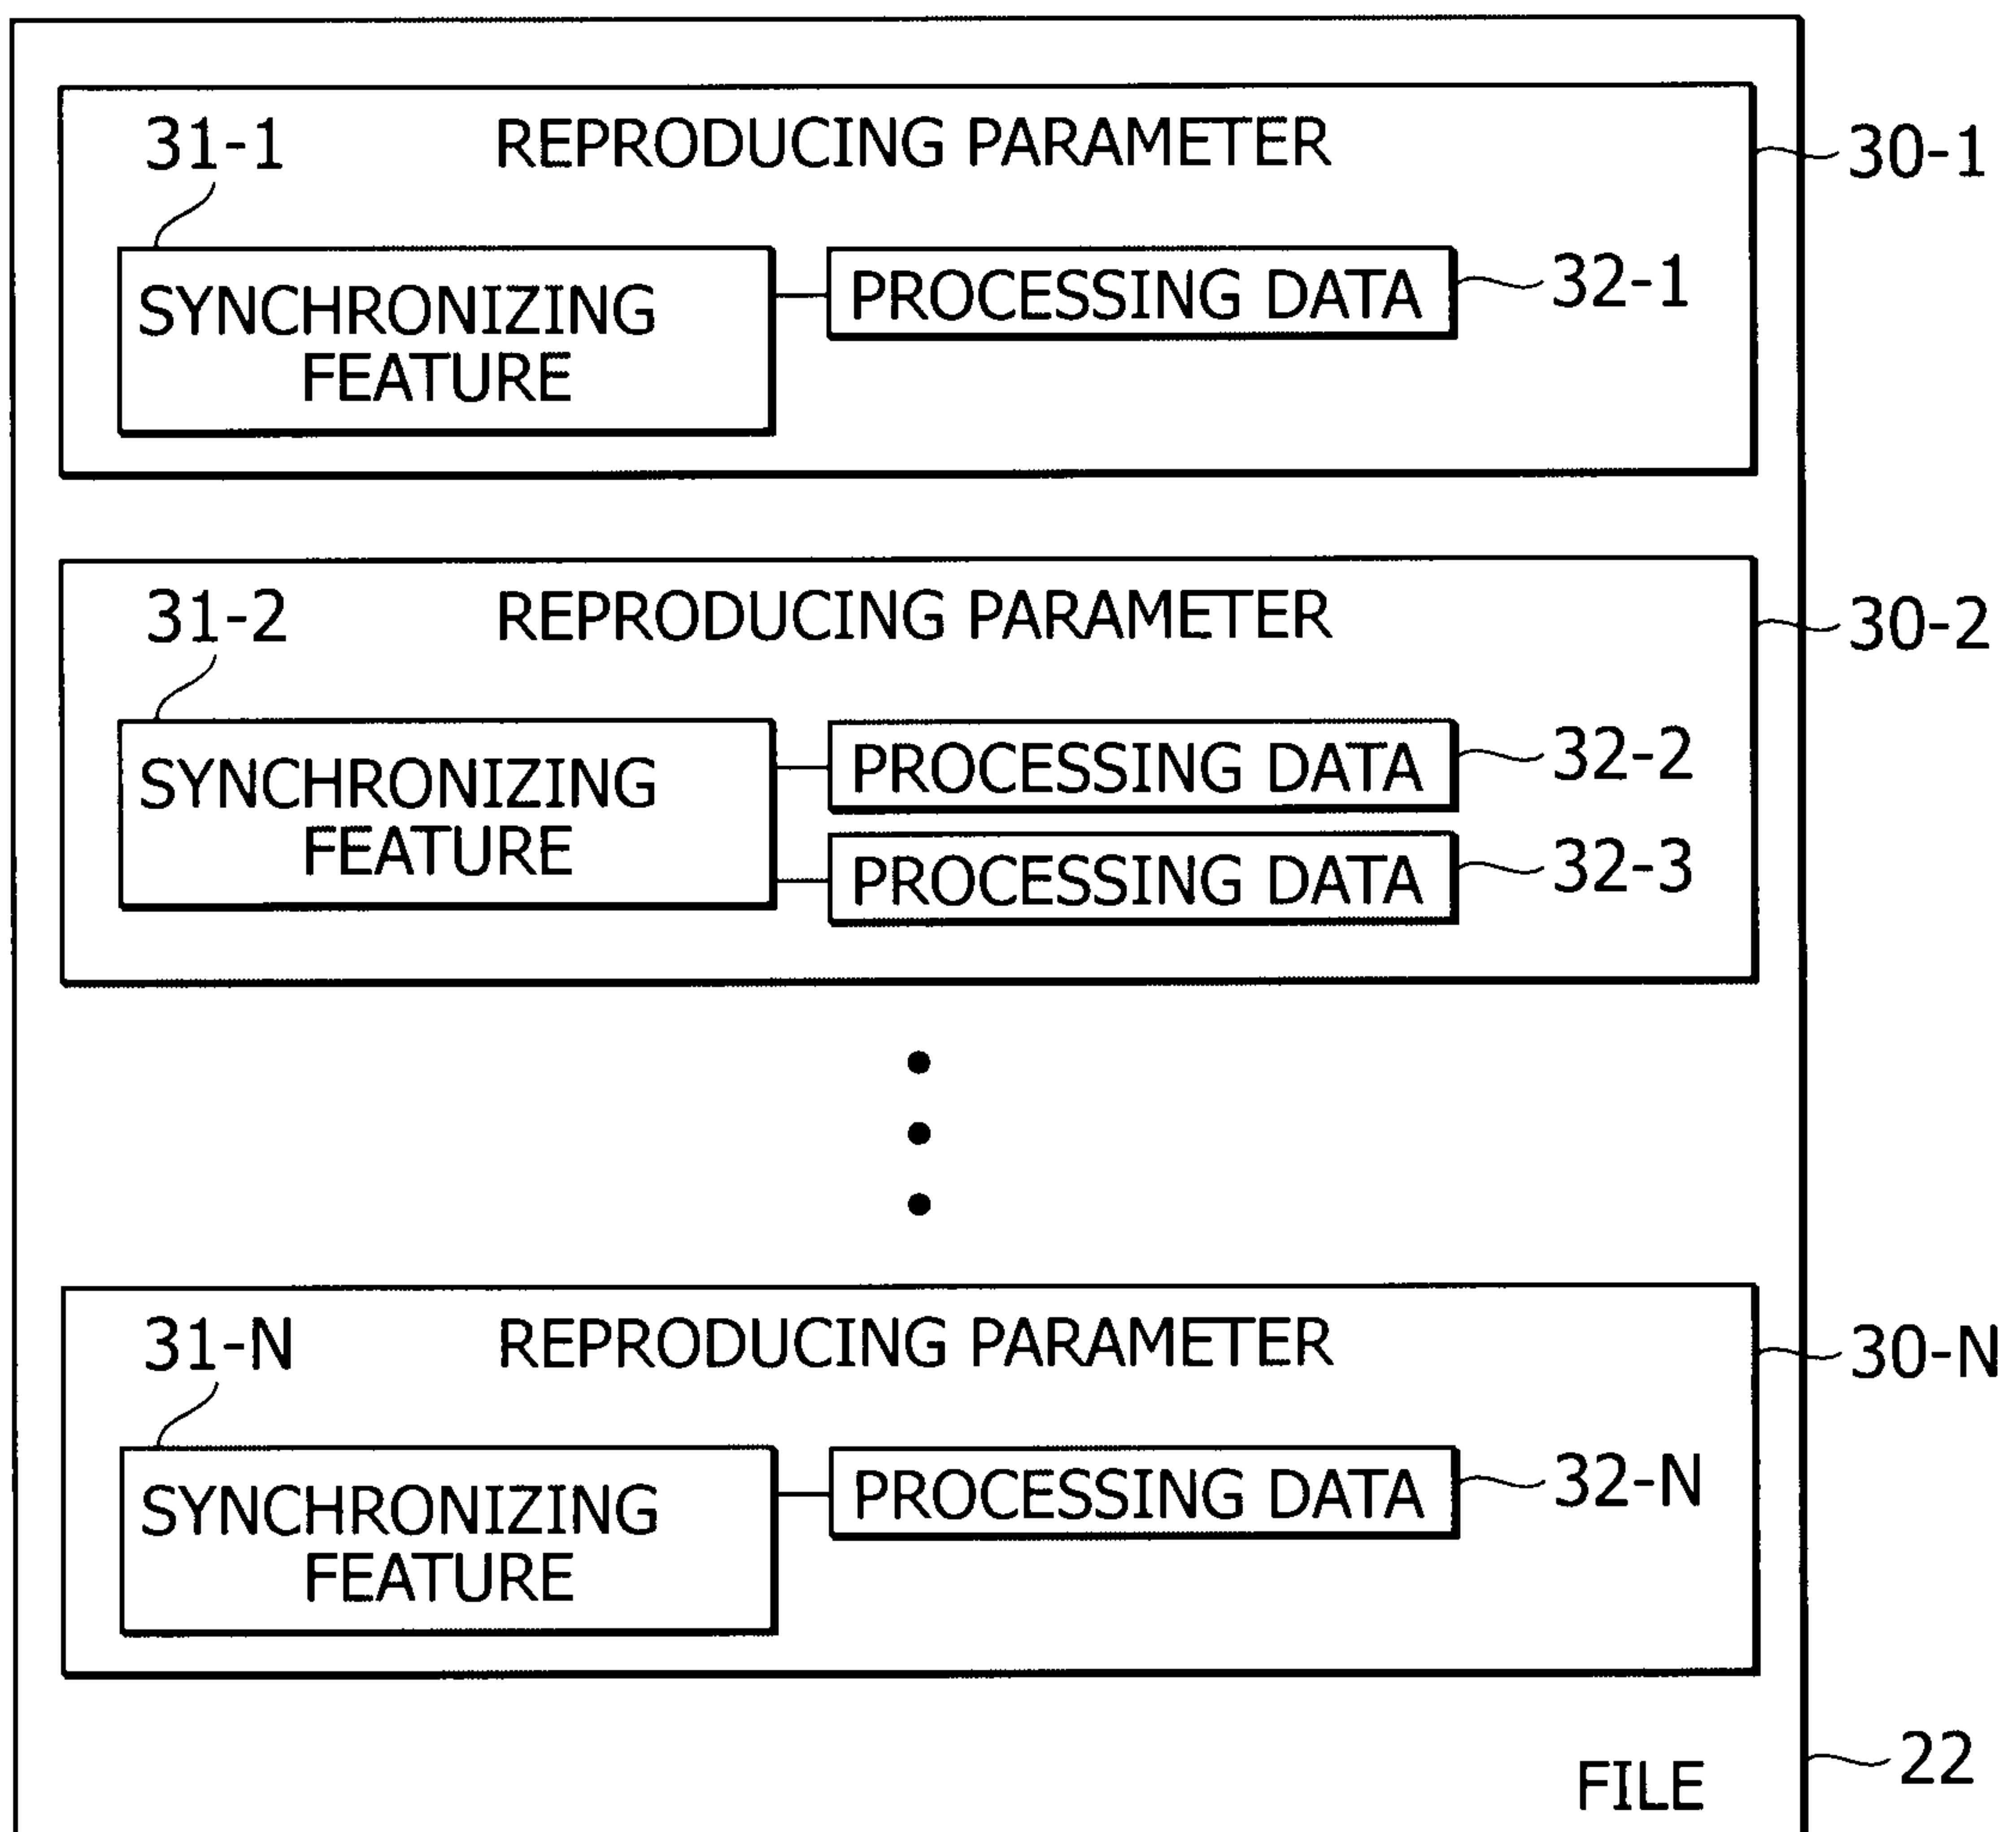 31-1 REPRODUCING PARAMETER 30-1
SYNCHRONIZING
FEATURE
PROCESSING DATA 32-1
31-2 REPRODUCING PARAMETER 30-2
SYNCHRONIZING
FEATURE
PROCESSING DATA 32-2
PROCESSING DATA 32-3
31-N REPRODUCING PARAMETER 30-N
SYNCHRONIZING
FEATURE
PROCESSING DATA 32-N
FILE 22